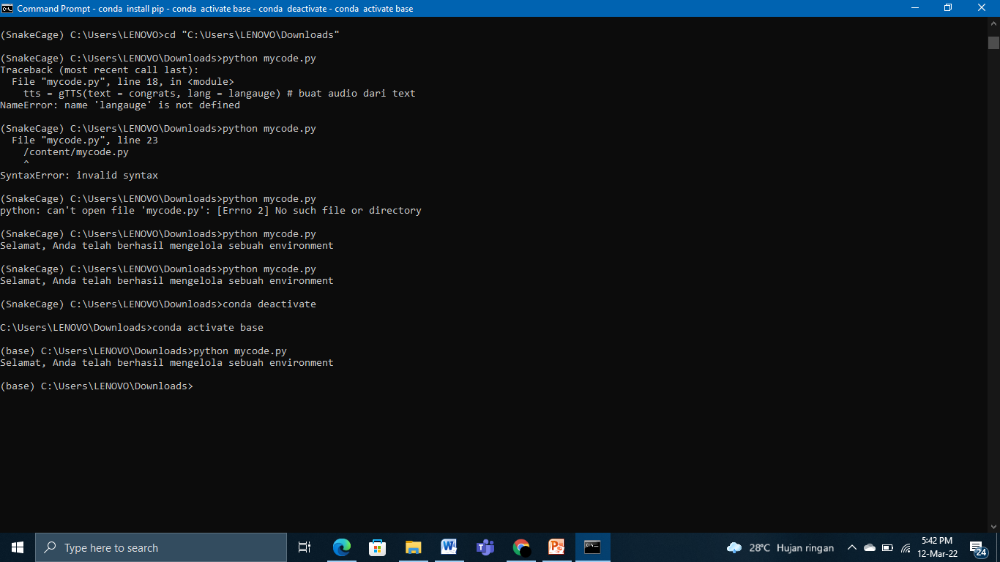 Command Prompt - conda  install pip - conda  activate base - conda  deactivate - conda  activate base
(SnakeCage) C:\Users\LENOVO>cd "C:\Users\LENOVO\Downloads"
(SnakeCage) C:\Users\LENOVO\Downloads>python mycode.py
Traceback (most recent call last):
  File "mycode.py", line 18, in <module>
    tts = gTTS(text = congrats, lang = langauge) # buat audio dari text
NameError: name 'langauge' is not defined
(SnakeCage) C:\Users\LENOVO\Downloads>python mycode.py
  File "mycode.py", line 23
    /content/mycode.py
    ^
SyntaxError: invalid syntax
(SnakeCage) C:\Users\LENOVO\Downloads>python mycode.py
python: can't open file 'mycode.py': [Errno 2] No such file or directory
(SnakeCage) C:\Users\LENOVO\Downloads>python mycode.py
Selamat, Anda telah berhasil mengelola sebuah environment
(SnakeCage) C:\Users\LENOVO\Downloads>python mycode.py
Selamat, Anda telah berhasil mengelola sebuah environment
(SnakeCage) C:\Users\LENOVO\Downloads>conda deactivate
C:\Users\LENOVO\Downloads>conda activate base
(base) C:\Users\LENOVO\Downloads>python mycode.py
Selamat, Anda telah berhasil mengelola sebuah environment
(base) C:\Users\LENOVO\Downloads>
Type here to search
28°C Hujan ringan
5:42 PM
12-Mar-22
24